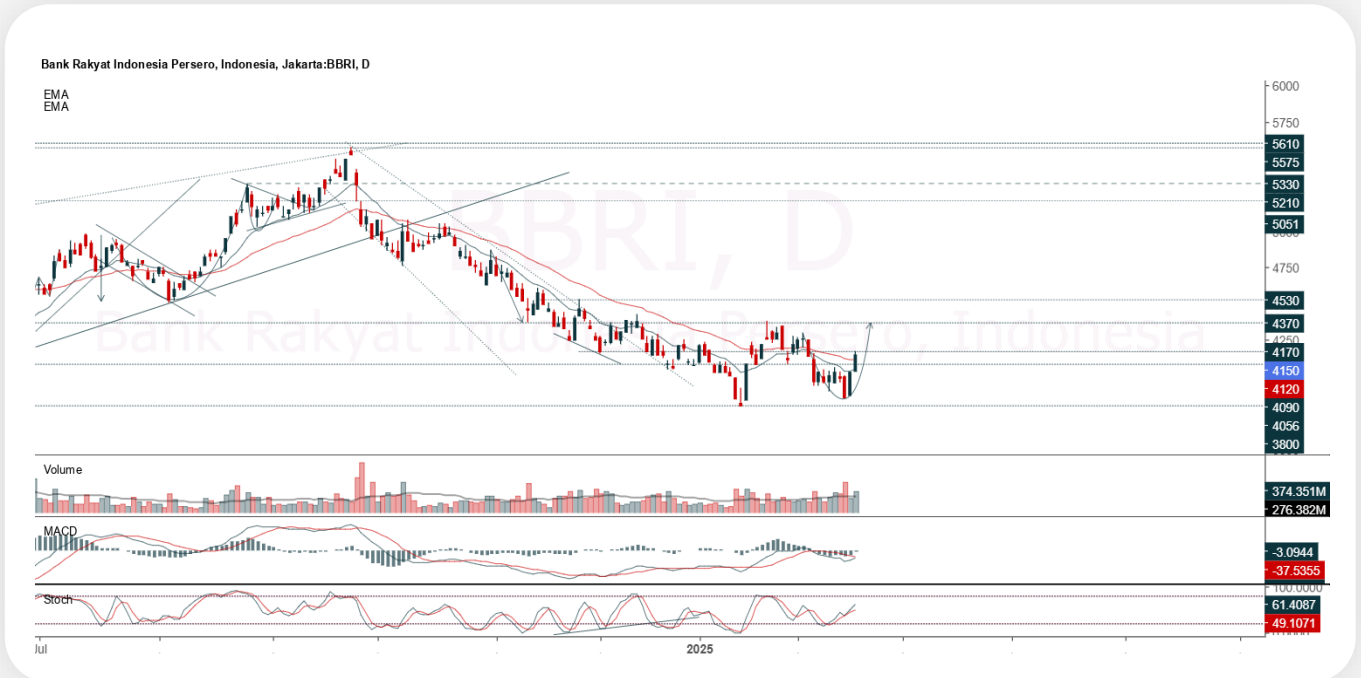 Bank Rakyat Indonesia Persero, Indonesia, Jakarta:BBRI, D
EMA
EMA
BBRI, D
Bank Rakyat Indonesia Persero, Indonesia
6000
5750
5610
5575
5330
5210
5051
4750
4530
4370
4250
4170
4150
4120
4090
4056
3800
Volume
374.351M
276.382M
MACD
-3.0944
-37.5355
Stoch
100.0000
61.4087
49.1071
Jul
2025